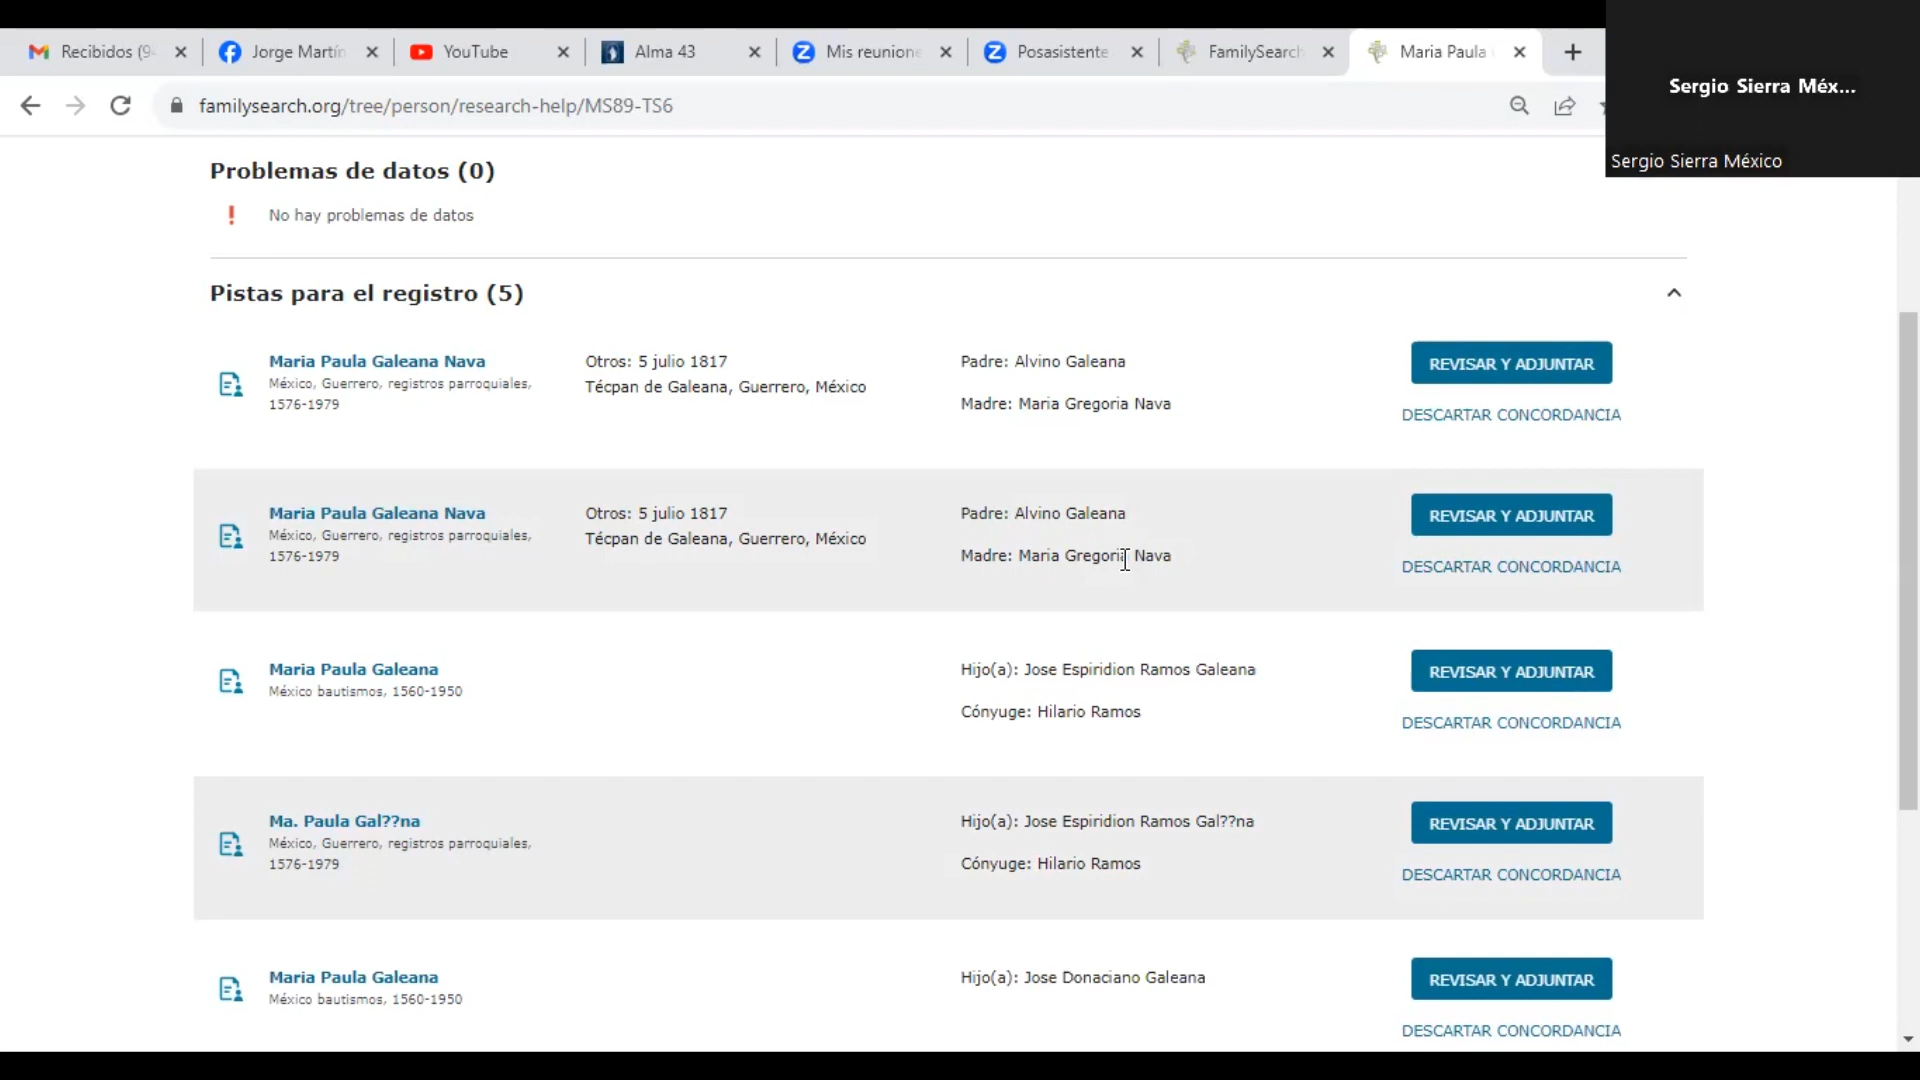 Recibidos (9
Jorge Martín
YouTube
Alma 43
Mis reunione
Posasistente
FamilySearch
Maria Paula
Sergio Sierra Méx...
familysearch.org/tree/person/research-help/MS89-TS6
Sergio Sierra México
Problemas de datos (0)
No hay problemas de datos
Pistas para el registro (5)
Maria Paula Galeana Nava
México, Guerrero, registros parroquiales,
1576-1979
Otros: 5 julio 1817
Técpan de Galeana, Guerrero, México
Padre: Alvino Galeana
Madre: Maria Gregoria Nava
REVISAR Y ADJUNTAR
DESCARTAR CONCORDANCIA
Maria Paula Galeana Nava
México, Guerrero, registros parroquiales,
1576-1979
Otros: 5 julio 1817
Técpan de Galeana, Guerrero, México
Padre: Alvino Galeana
Madre: Maria Gregoria Nava
REVISAR Y ADJUNTAR
DESCARTAR CONCORDANCIA
Maria Paula Galeana
México bautismos, 1560-1950
Hijo(a): Jose Espiridion Ramos Galeana
Cónyuge: Hilario Ramos
REVISAR Y ADJUNTAR
DESCARTAR CONCORDANCIA
Ma. Paula Gal??na
México, Guerrero, registros parroquiales,
1576-1979
Hijo(a): Jose Espiridion Ramos Gal??na
Cónyuge: Hilario Ramos
REVISAR Y ADJUNTAR
DESCARTAR CONCORDANCIA
Maria Paula Galeana
México bautismos, 1560-1950
Hijo(a): Jose Donaciano Galeana
REVISAR Y ADJUNTAR
DESCARTAR CONCORDANCIA